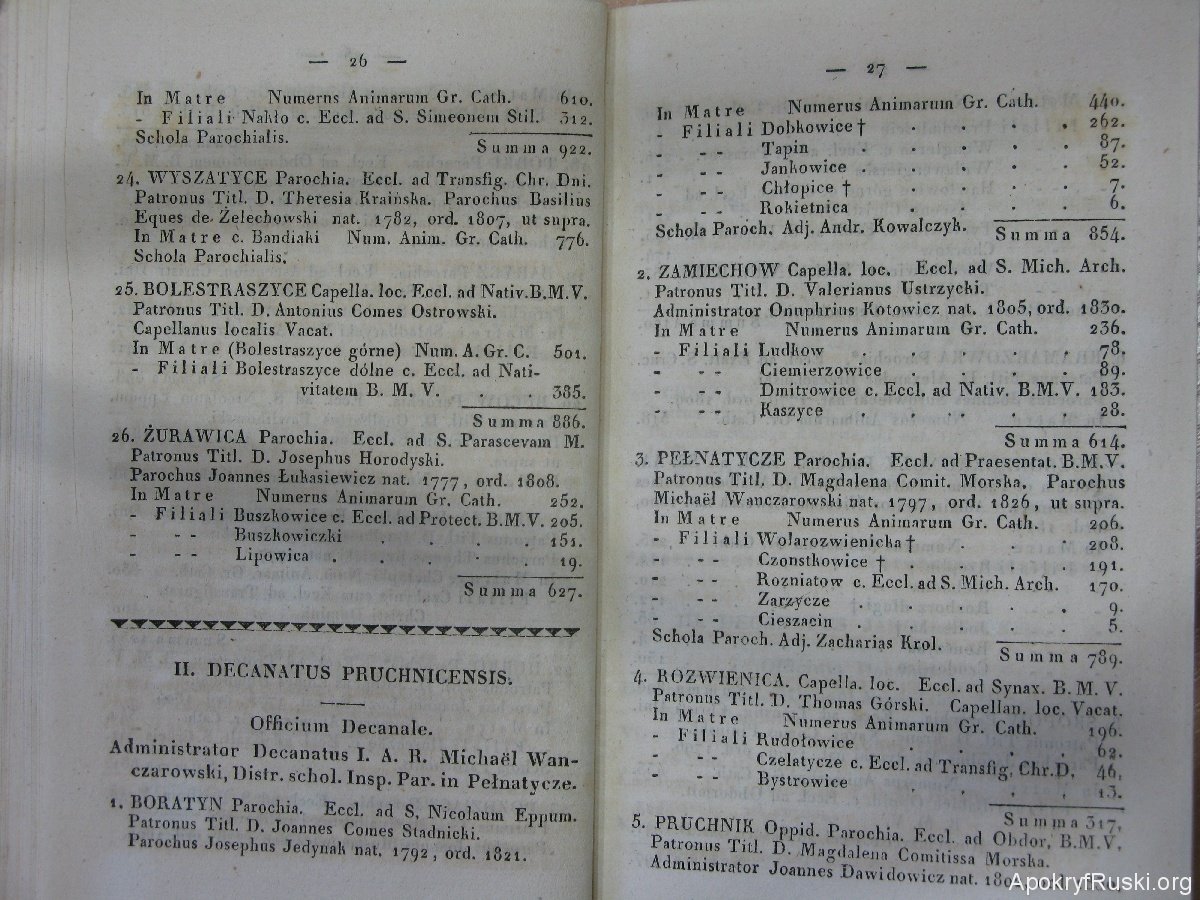 — 26 —
In Matre Numerns Animarum Gr. Cath. 610.
- Filiali Nakło c. Eccl. ad S. Simeonem Stil. 312.
Schola Parochialis. Summa 922.
24. WYSZATYCE Parochia. Eccl. ad Transfig. Chr. Dni.
Patronus Titl. D. Theresia Kraińska. Parochus Basilius
Eques de Żelechowski nat. 1782, ord. 1807, ut supra.
In Matre c. Bandiaki Num. Anim. Gr. Cath. 776.
Schola Parochialis.
25. BOLESTRASZYCE Capella. loc. Eccl. ad Nativ. B.M.V.
Patronus Titl. D. Antonius Comes Ostrowski.
Capellanus localis Vacat.
In Matre (Bolestraszyce górne) Num. A. Gr. C. 501.
- Filiali Bolestraszyce dólne c. Eccl. ad Nati-
vitatem B. M. V. . 385.
Summa 886.
26. ŻURAWICA Parochia. Eccl. ad S. Parascevam M.
Patronus Titl. D. Josephus Horodyski.
Parochus Joannes Łukasiewicz nat. 1777, ord. 1808.
In Matre Numerus Animarum Gr. Cath. 252.
- Filiali Buszkowice c. Eccl. ad Protect. B.M.V. 205.
- - - Buszkowiczki . . . . 151.
- - - Lipowica . . . . 19.
Summa 627.
II. DECANATUS PRUCHNICENSIS.
Officium Decanale.
Administrator Decanatus I. A. R. Michaël Wan-
czarowski, Distr. schol. Insp. Par. in Pełnatycze.
1. BORATYN Parochia. Eccl. ad S. Nicolaum Eppum.
Patronus Titl. D. Joannes Comes Stadnicki.
Parochus Josephus Jedynak nat. 1792, ord. 1821.
— 27 —
In Matre Numerus Animarum Gr. Cath. 440.
- Filiali Dobkowice † . . . . 262.
- - - Tapin . . . . 87.
- - - Jankowice . . . . 52.
- - - Chłopice † . . . . 7.
- - - Rokietnica . . . . 6.
Schola Paroch. Adj. Andr. Kowalczyk. Summa 854.
2. ZAMIECHOW Capella. loc. Eccl. ad S. Mich. Arch.
Patronus Titl. D. Valerianus Ustrzycki.
Administrator Onuphrius Kotowicz nat. 1805, ord. 1830.
In Matre Numerus Animarum Gr. Cath. 236.
- Filiali Ludkow . . . . 78.
- - - Ciemierzowice . . . . 89.
- - - Dmitrowice c. Eccl. ad Nativ. B.M.V. 183.
- - - Kaszyce . . . . 28.
Summa 614.
3. PEŁNATYCZE Parochia. Eccl. ad Praesentat. B.M.V.
Patronus Titl. D. Magdalena Comit. Morska. Parochus
Michaël Wanczarowski nat. 1797, ord. 1826, ut supra.
In Matre Numerus Animarum Gr. Cath. 206.
- Filiali Wolarozwienicka † . . . 208.
- - - Czonstkowice † . . . . 191.
- - - Rozniatow c. Eccl. ad S. Mich. Arch. 170.
- - - Zarzycze . . . . 9.
- - - Cieszacin . . . . 5.
Schola Paroch. Adj. Zacharias Krol. Summa 789.
4. ROZWIENICA. Capella. loc. Eccl. ad Synax. B. M. V.
Patronus Titl. D. Thomas Górski. Capellan. loc. Vacat.
In Matre Numerus Animarum Gr. Cath. 196.
- Filiali Rudołowice . . . . 62.
- - - Czelatycze c. Eccl. ad Transfig. Chr. D. 46.
- - - Bystrowice . . . . 13.
Summa 317.
5. PRUCHNIK Oppid. Parochia. Eccl. ad Obdor. B.M.V.
Patronus Titl. D. Magdalena Comitissa Morska.
Administrator Joannes Dawidowicz nat.
ApokryfRuski.org